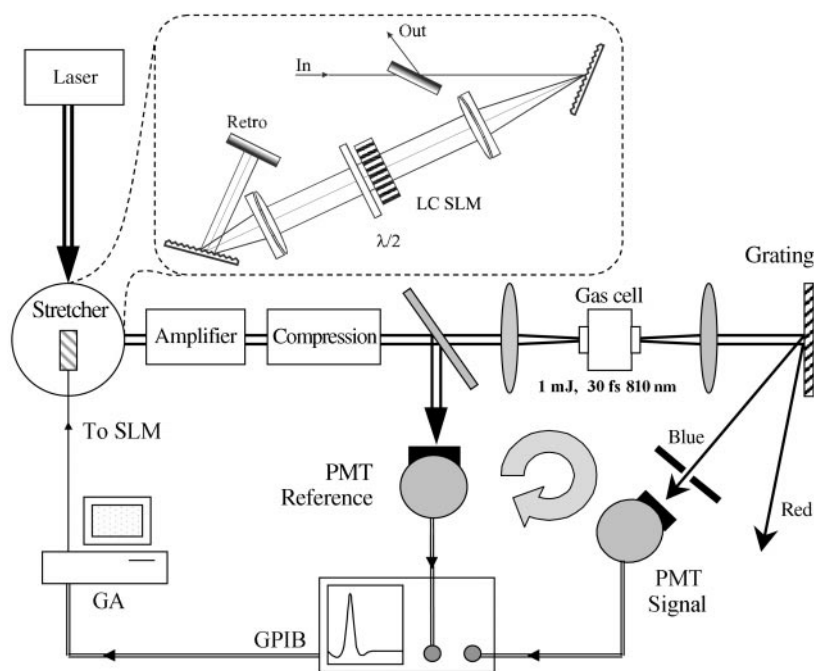 Laser
Out
In
Retro
LC SLM
λ/2
Grating
Stretcher
Amplifier
Compression
Gas cell
1 mJ, 30 fs 810 nm
To SLM
Blue
PMT
Reference
Red
GA
PMT
Signal
GPIB